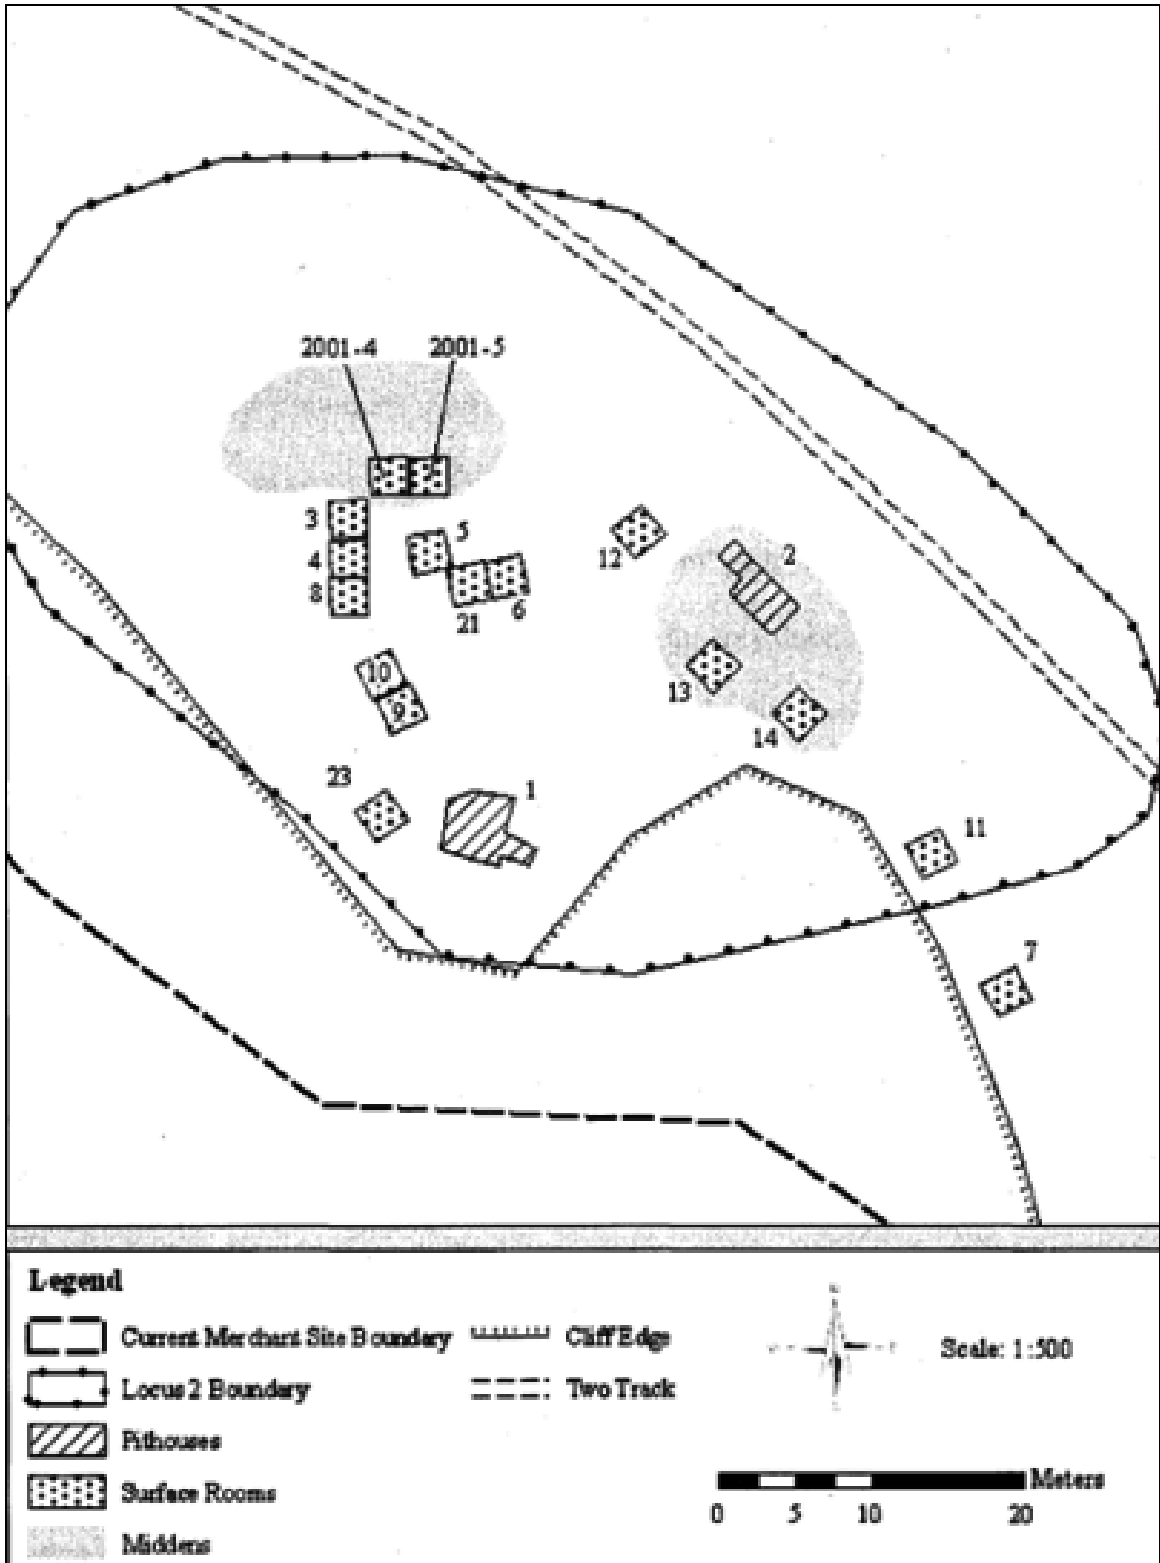 2001-4 2001-5
3
5
4
12
2
8
21
6
10
13
9
14
23
1
11
7
Legend
Current Merchant Site Boundary
Cliff Edge
Scale: 1:500
Locus 2 Boundary
Two Track
Pithouses
Surface Rooms
Meters
0 5 10 20
Middens